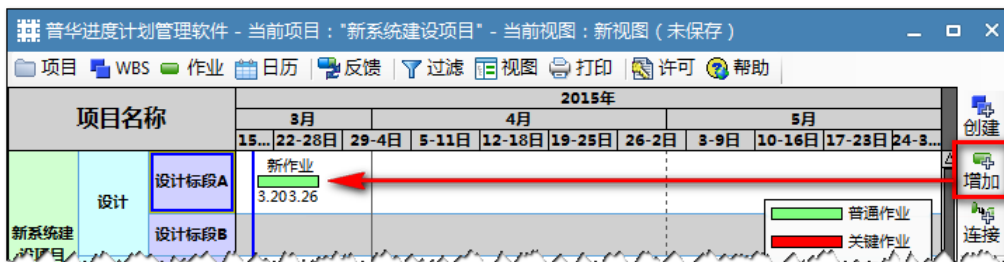 普华进度计划管理软件 - 当前项目："新系统建设项目" - 当前视图：新视图（未保存）
项目 WBS 作业 日历 反馈 过滤 视图 打印 许可 帮助
项目名称
2015年
3月 4月 5月
15... 22-28日 29-4日 5-11日 12-18日 19-25日 26-2日 3-9日 10-16日 17-23日 24-3...
创建
增加
连接
新作业
3.20 3.26
设计标段A
设计
设计标段B
新系统建
设项目
普通作业
关键作业